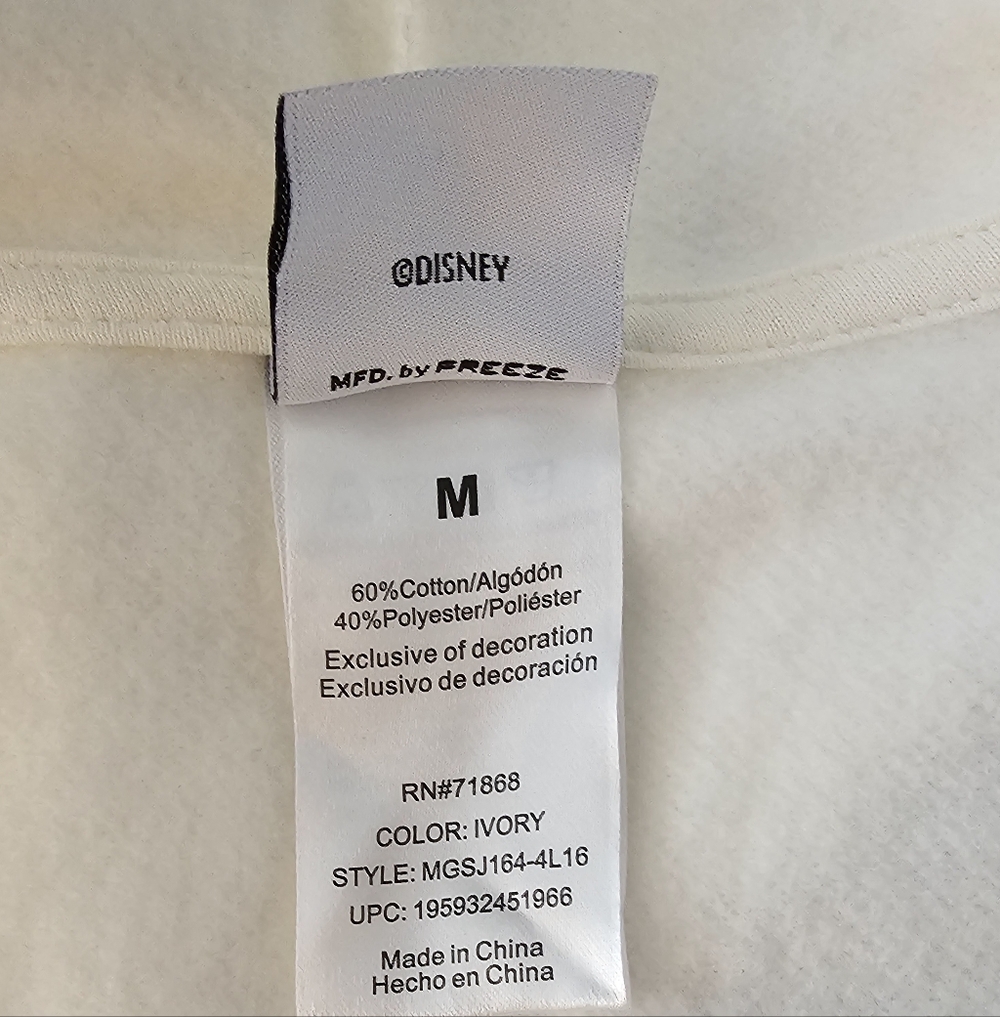 ©DISNEY
MFD. by FREEZE
M
60%Cotton/Algódón
40%Polyester/Poliéster
Exclusive of decoration
Exclusivo de decoración
RN#71868
COLOR: IVORY
STYLE: MGSJ164-4L16
UPC: 195932451966
Made in China
Hecho en China